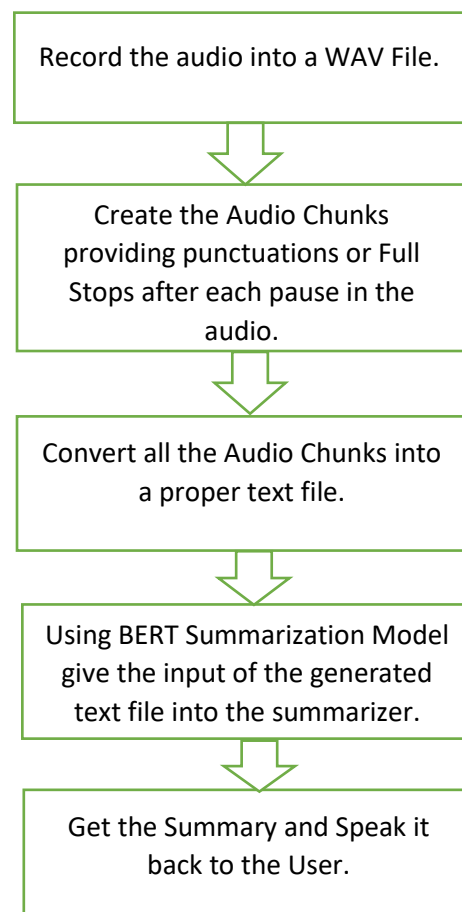 Record the audio into a WAV File.
Create the Audio Chunks
providing punctuations or Full
Stops after each pause in the
audio.
Convert all the Audio Chunks into
a proper text file.
Using BERT Summarization Model
give the input of the generated
text file into the summarizer.
Get the Summary and Speak it
back to the User.